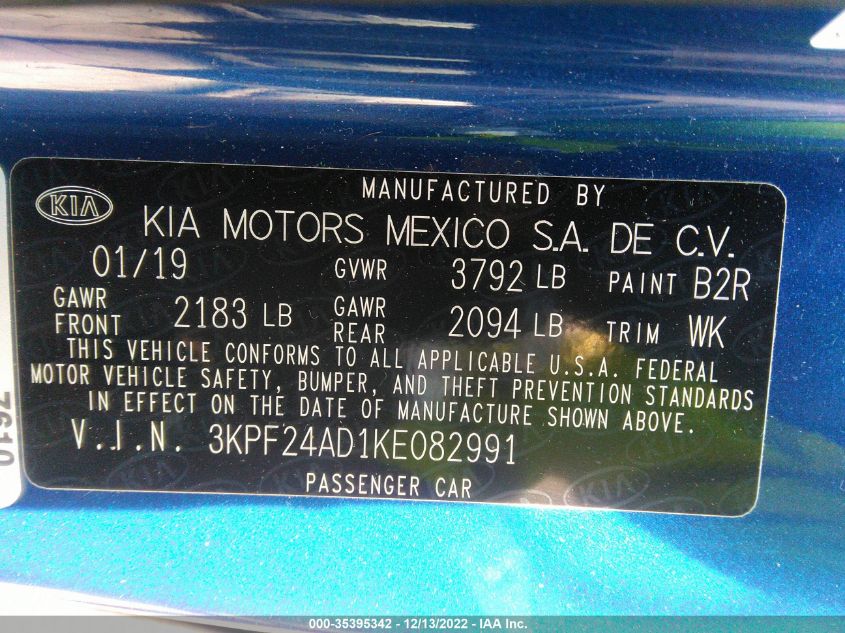 MANUFACTURED BY
KIA
KIA MOTORS MEXICO S.A. DE C.V.
01/19 GVWR 3792 LB PAINT B2R
GAWR FRONT 2183 LB GAWR REAR 2094 LB TRIM WK
THIS VEHICLE CONFORMS TO ALL APPLICABLE U.S.A. FEDERAL
MOTOR VEHICLE SAFETY, BUMPER, AND THEFT PREVENTION STANDARDS
IN EFFECT ON THE DATE OF MANUFACTURE SHOWN ABOVE.
V.I.N. 3KPF24AD1KE082991
PASSENGER CAR
000-35395342 - 12/13/2022 - IAA Inc.